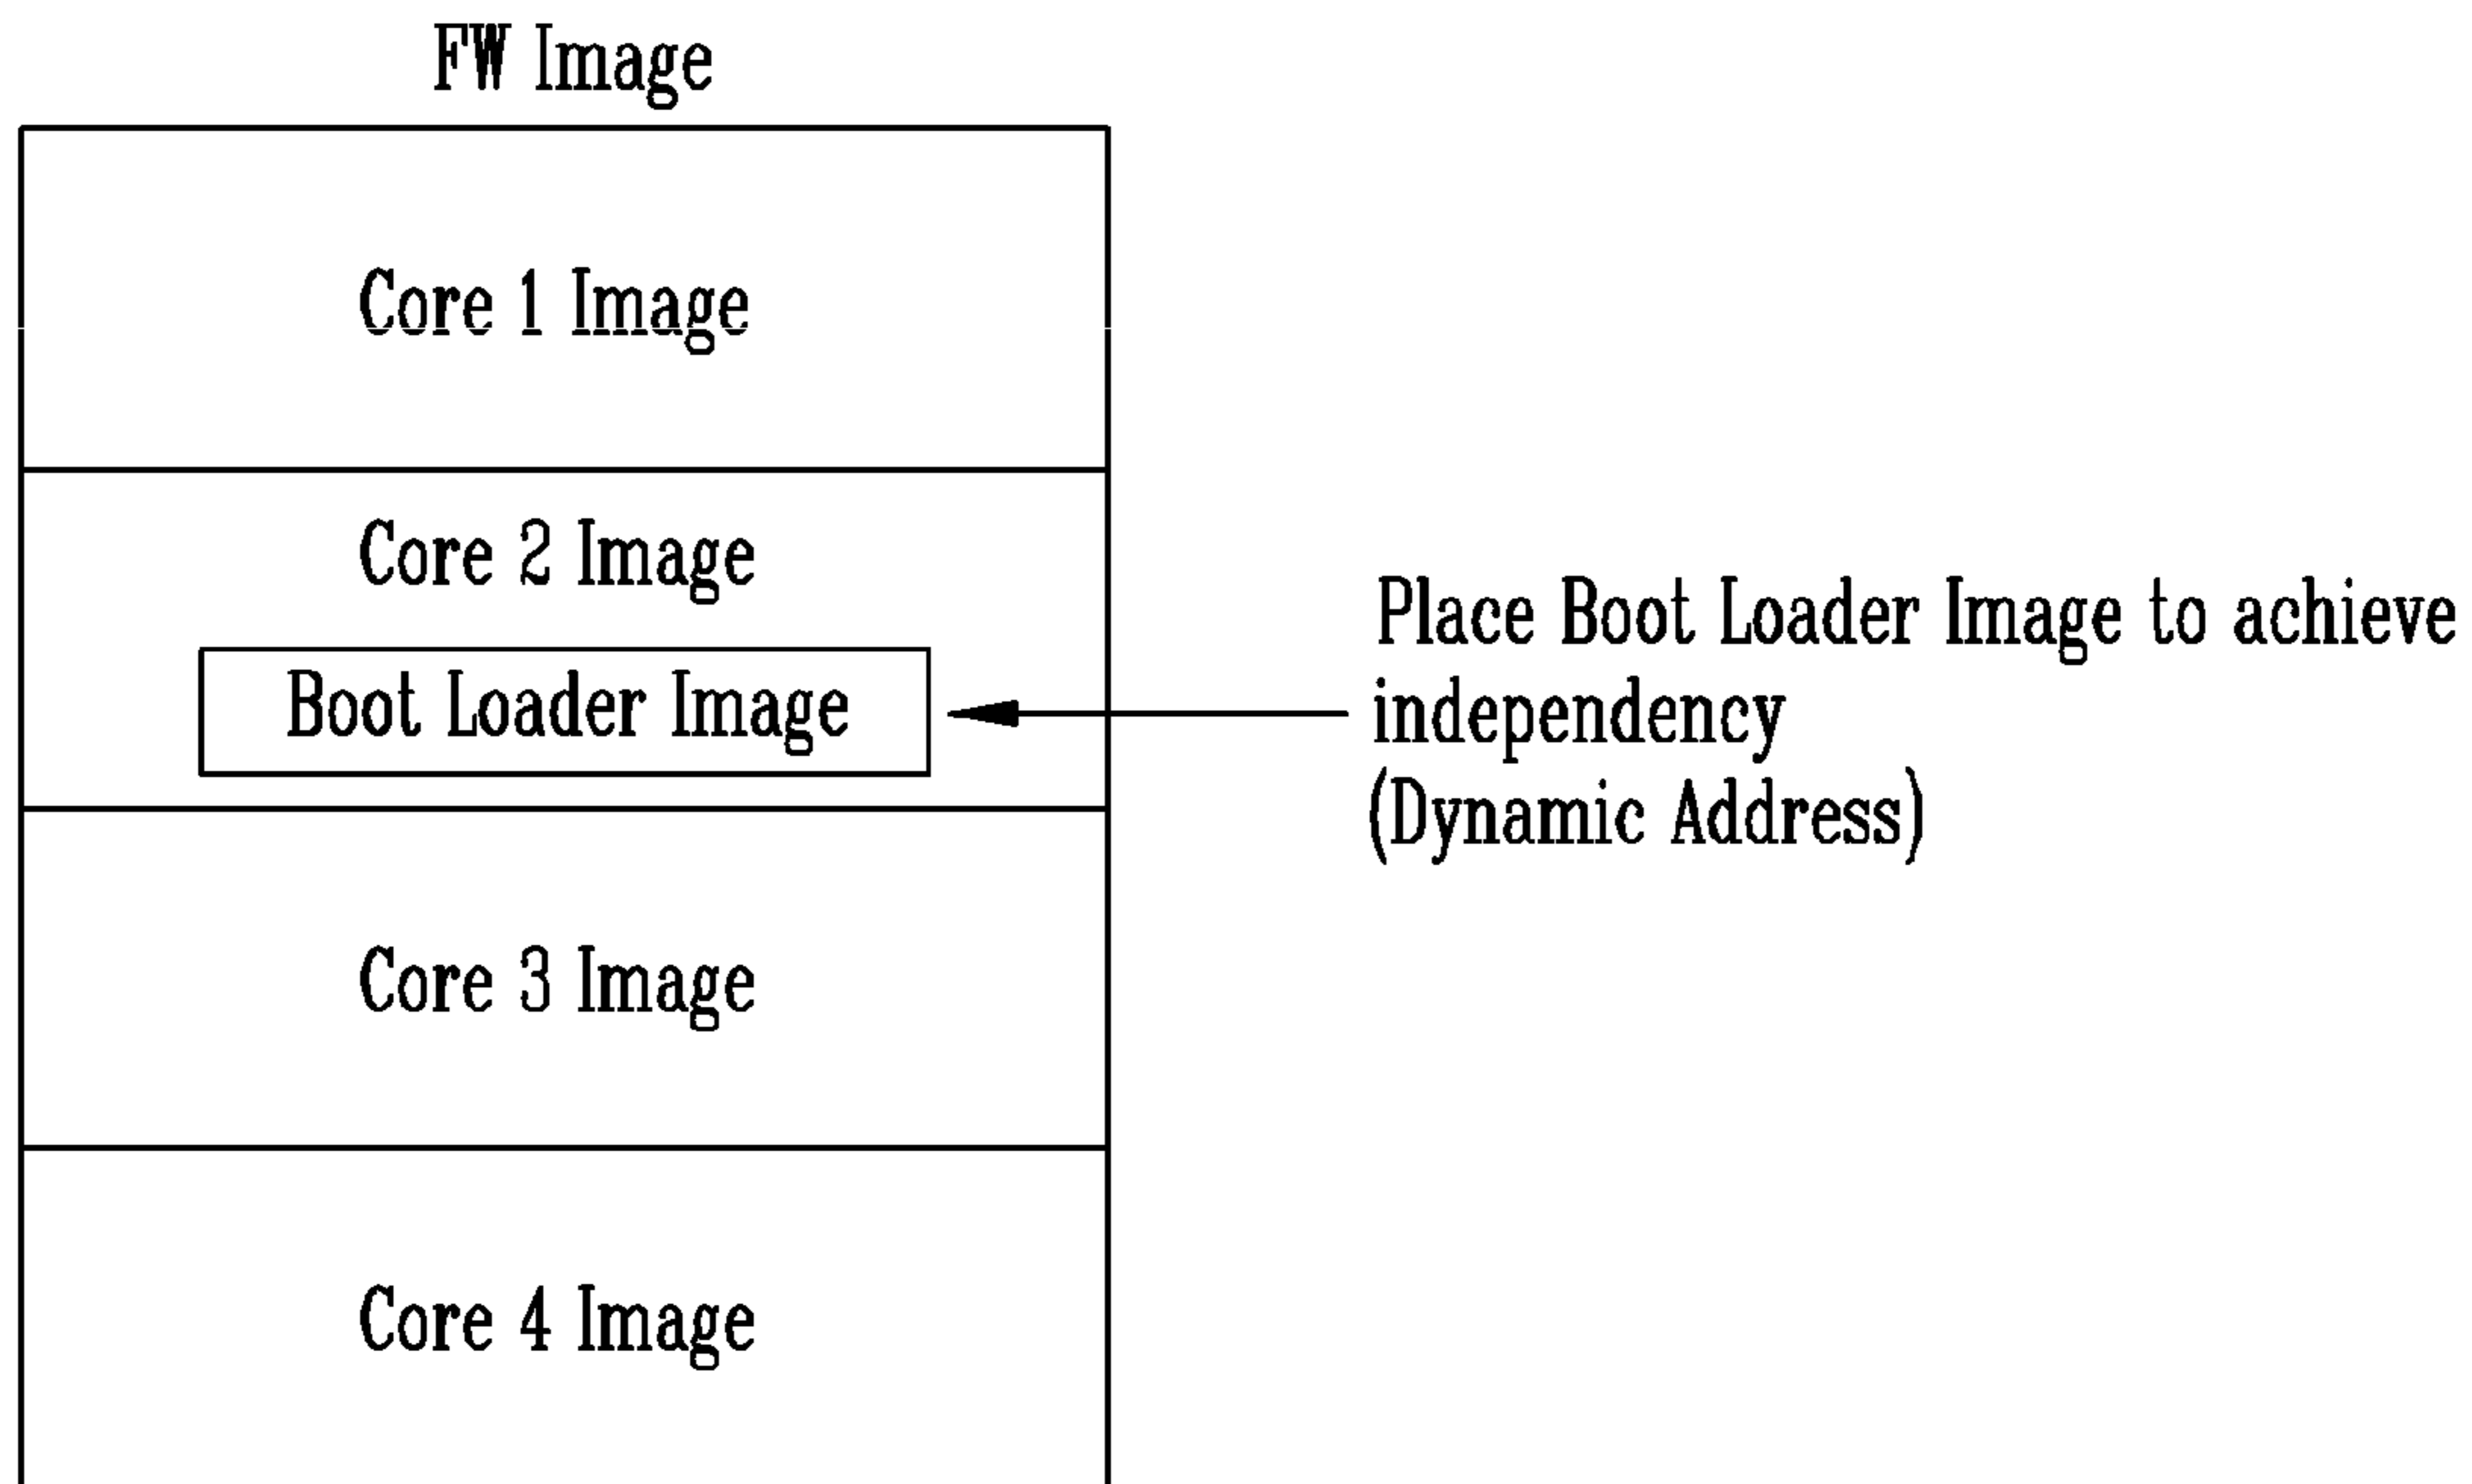 FW Image
Core 1 Image
Core 2 Image
Boot Loader Image
Place Boot Loader Image to achieve
independency
(Dynamic Address)
Core 3 Image
Core 4 Image